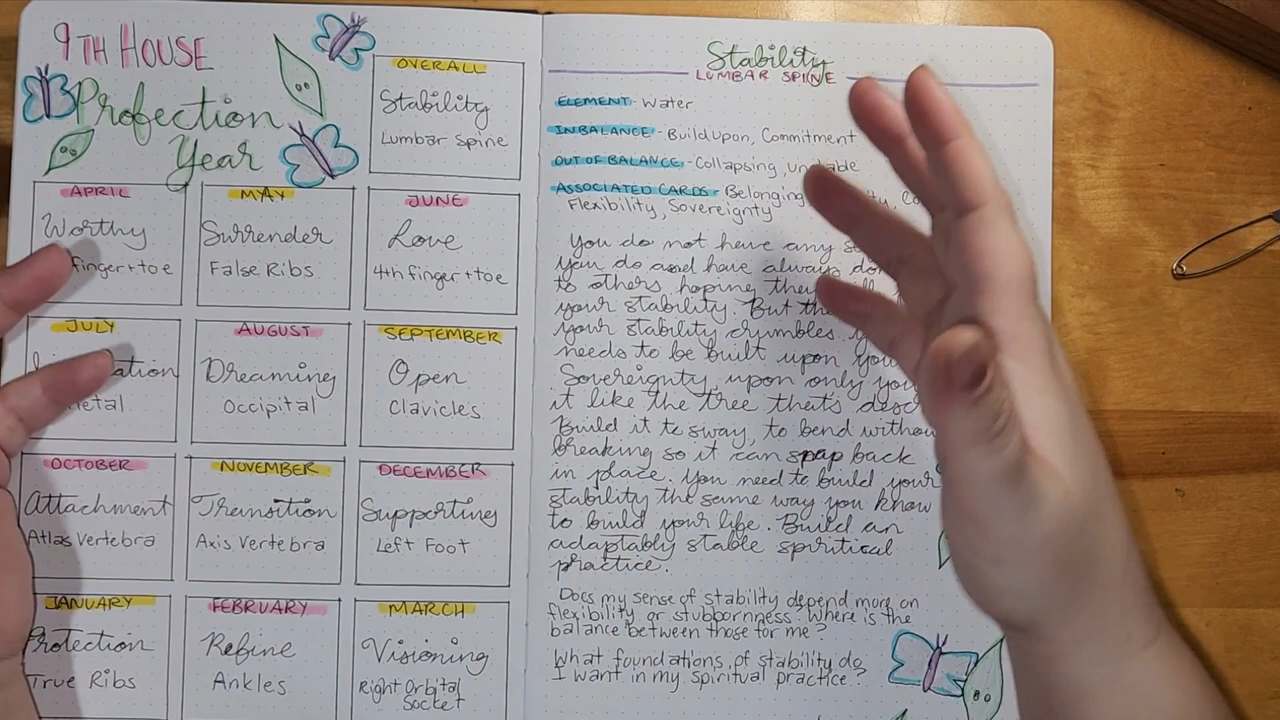 9TH HOUSE
Profection
Year
OVERALL
Stability
Lumbar Spine
APRIL
Worthy
finger + toe
MAY
Surrender
False Ribs
JUNE
Love
4th finger + toe
JULY
AUGUST
Dreaming
Occipital
SEPTEMBER
Open
Clavicles
OCTOBER
Attachment
Atlas Vertebra
NOVEMBER
Transition
Axis Vertebra
DECEMBER
Supporting
Left Foot
JANUARY
Protection
True Ribs
FEBRUARY
Refine
Ankles
MARCH
Visioning
Right Orbital
Socket
Stability
LUMBAR SPINE
ELEMENT - Water
IN BALANCE - Build upon, Commitment
OUT OF BALANCE - Collapsing, unstable
ASSOCIATED CARDS - Belonging
Flexibility, Sovereignty
You do not have any
you do and have always
to others hoping
your stability. But
your stability crumbles.
needs to be built upon
Sovereignty, upon only
it like the tree that's
Build it to sway, to bend
breaking so it can snap back
in place. You need to build your
stability the same way you know
to build your life. Build an
adaptably stable spiritical
practice.
Does my sense of stability depend more on
flexibility or stubbornness. Where is the
balance between those for me?
What foundations of stability do
I want in my spiritual practice?